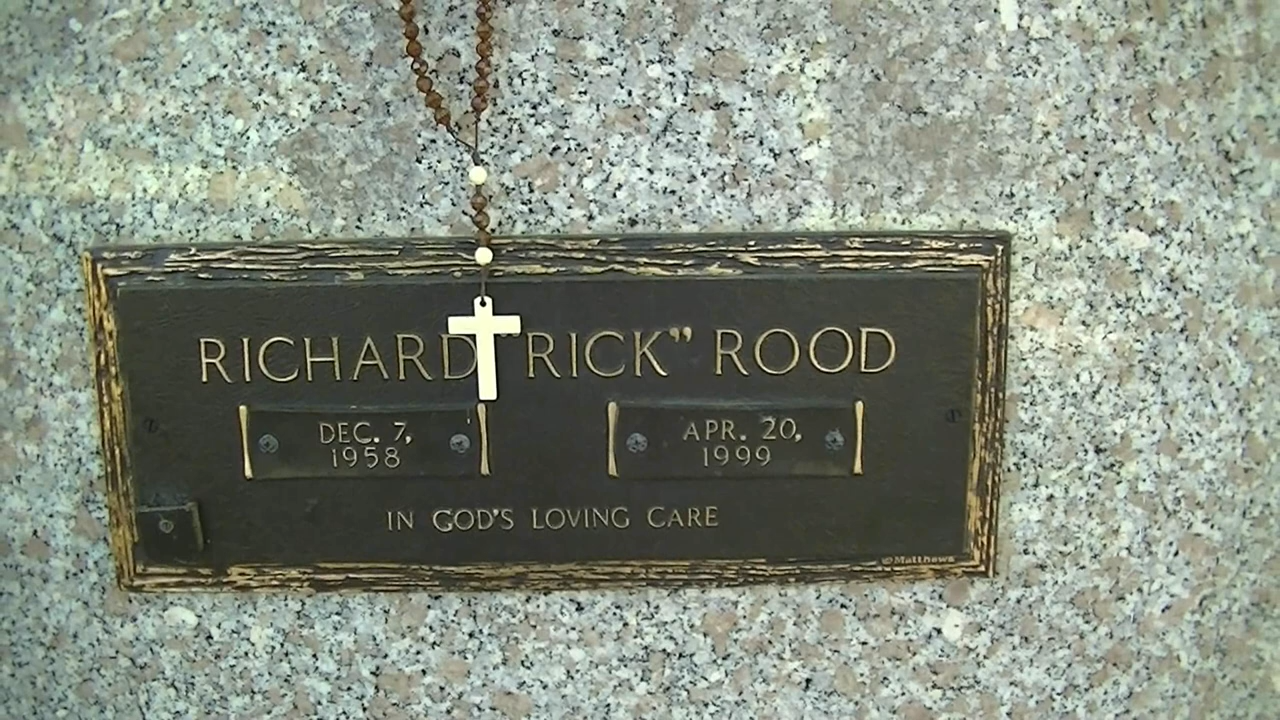 RICHARD "RICK" ROOD
DEC. 7,
1958
APR. 20,
1999
IN GOD'S LOVING CARE
©Matthews